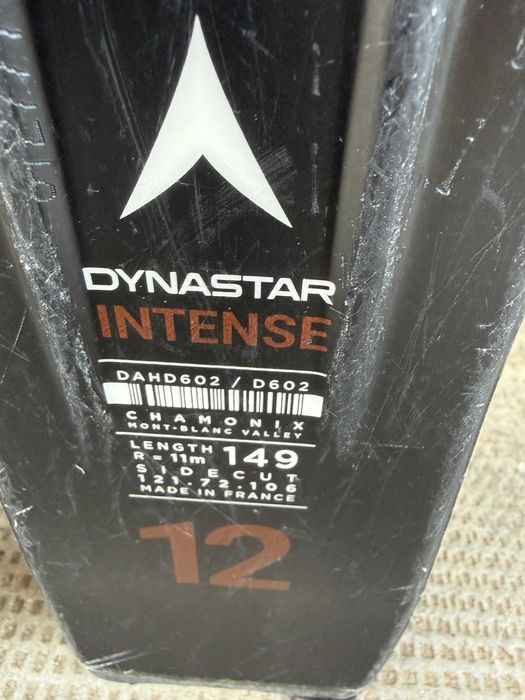 DYNASTAR
INTENSE
DAHD602 / D602
CHAMONIX
MONT-BLANC VALLEY
LENGTH 149
R = 11m
SIDECUT
121-72-106
MADE IN FRANCE
12